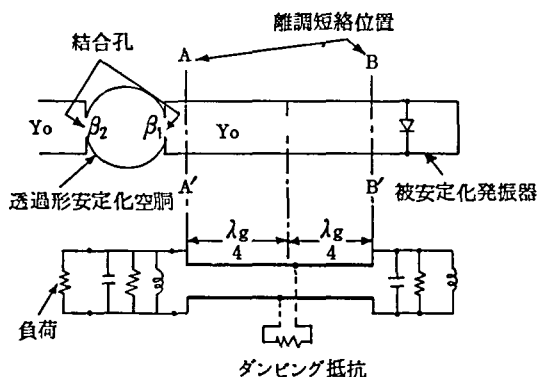 離調短絡位置
結合孔
A
B
Yo
β₂
β₁
Yo
A′
B′
透過形安定化空胴
被安定化発振器
λg
4
λg
4
負荷
ダンピング抵抗